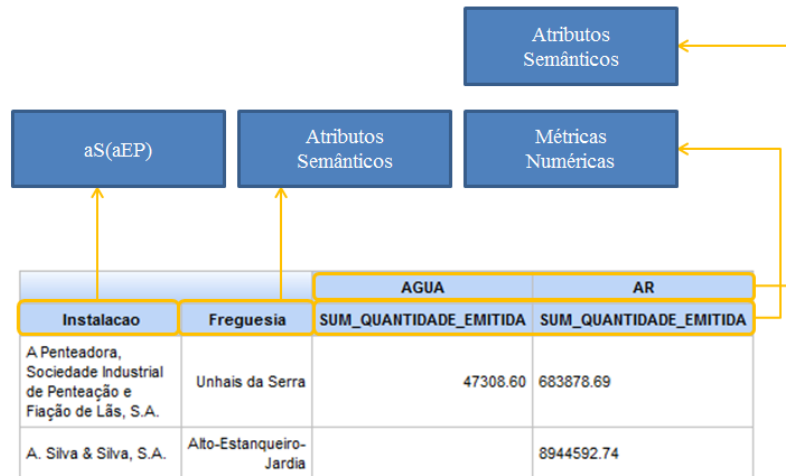 Atributos
Semânticos
aS(aEP)
Atributos
Semânticos
Métricas
Numéricas
AGUA AR
Instalacao Freguesia SUM_QUANTIDADE_EMITIDA SUM_QUANTIDADE_EMITIDA
A Penteadora,
Sociedade Industrial
de Penteação e
Fiação de Lãs, S.A.
Unhais da Serra
47308.60 683878.69
A. Silva & Silva, S.A.
Alto-Estanqueiro-
Jardia
8944592.74